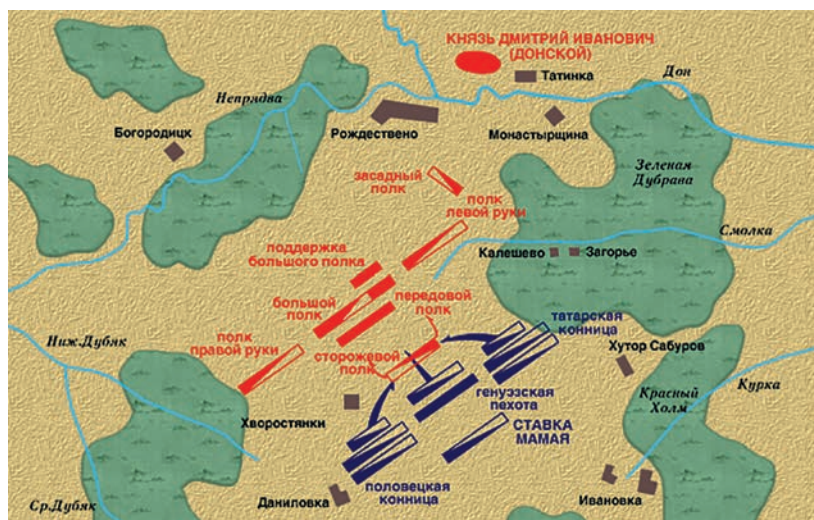 КНЯЗЬ ДМИТРИЙ ИВАНОВИЧ
(ДОНСКОЙ)
Татинка
Дон
Непрядва
Богородицк
Рождествено
Монастырщина
Зеленая
Дубрава
засадный
полк
полк
левой руки
Смолка
Калешево
Загорье
поддержка
большого полка
большой
полк
передовой
полк
татарская
конница
Ниж.Дубяк
полк
правой руки
сторожевой
полк
Хутор Сабуров
Курка
Красный
Холм
генуэзская
пехота
Хворостянки
СТАВКА
МАМАЯ
половецкая
конница
Даниловка
Ивановка
Ср.Дубяк